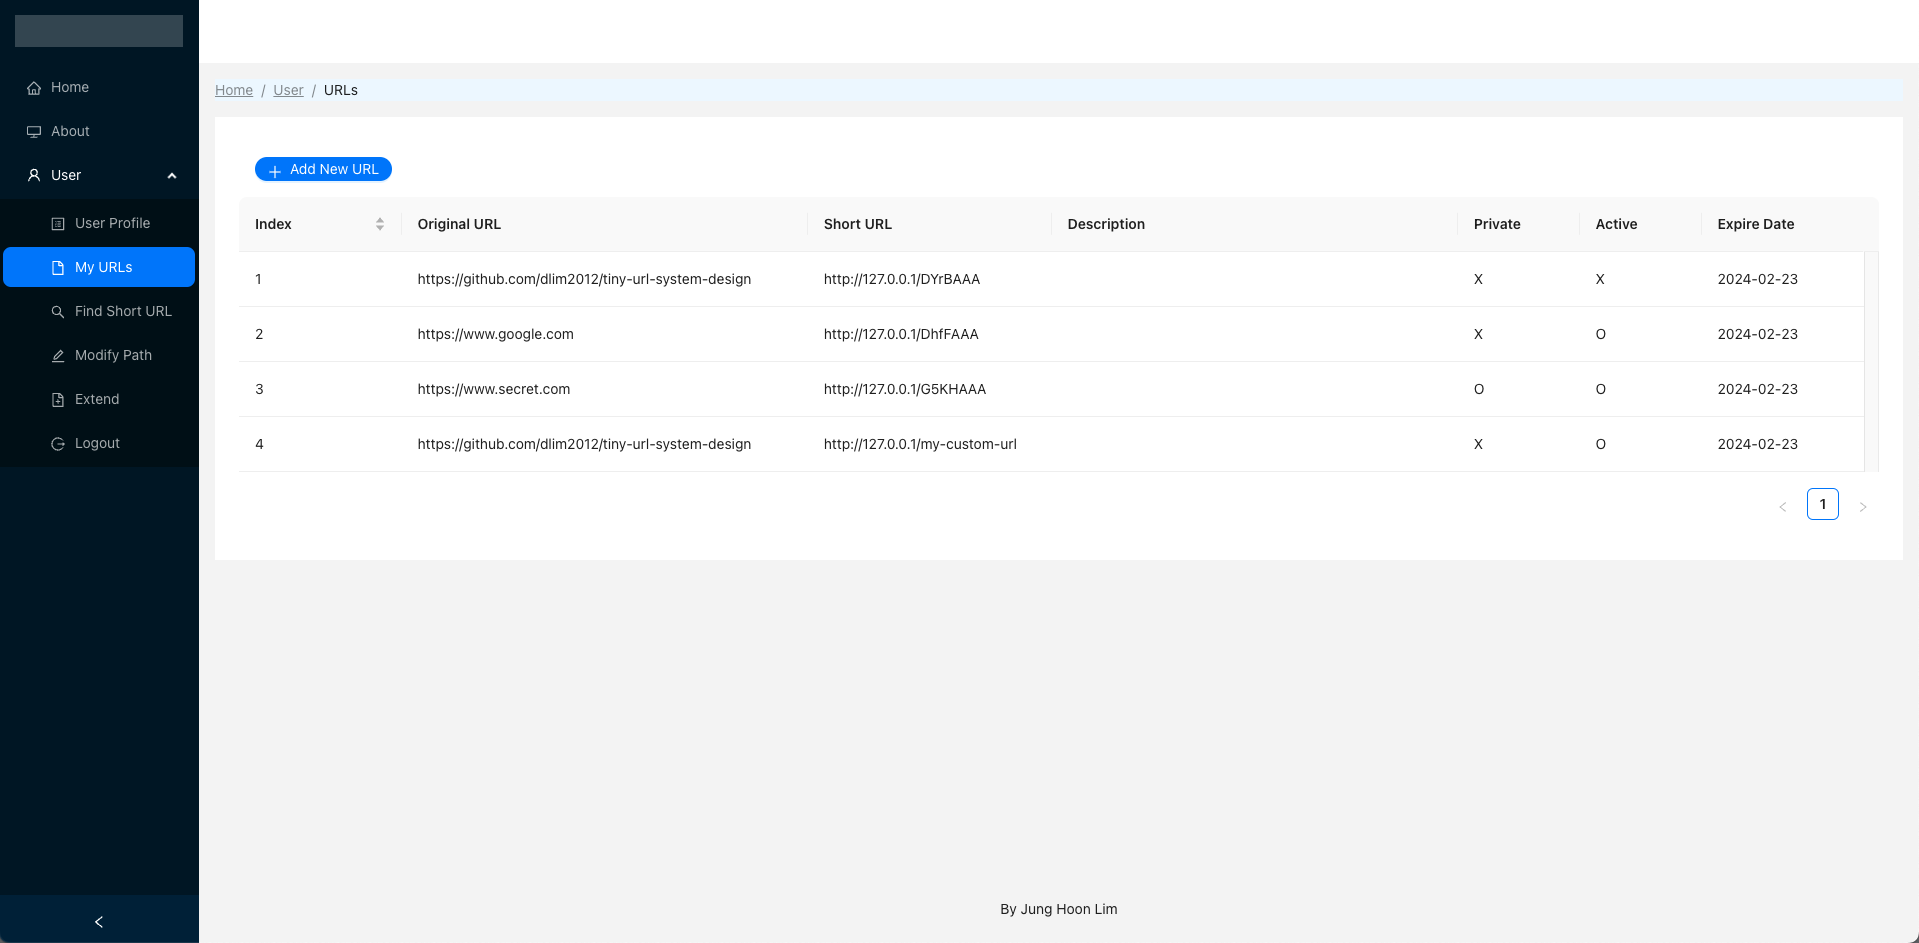 Home
About
User
User Profile
My URLs
Find Short URL
Modify Path
Extend
Logout
Home / User / URLs
Add New URL
Index Original URL Short URL Description Private Active Expire Date
1 https://github.com/dlim2012/tiny-url-system-design http://127.0.0.1/DYrBAAA X X 2024-02-23
2 https://www.google.com http://127.0.0.1/DhfFAAA X O 2024-02-23
3 https://www.secret.com http://127.0.0.1/G5KHAAA O O 2024-02-23
4 https://github.com/dlim2012/tiny-url-system-design http://127.0.0.1/my-custom-url X O 2024-02-23
1
By Jung Hoon Lim